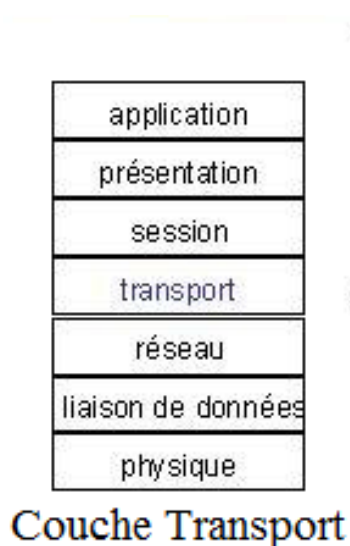 application
présentation
session
transport
réseau
liaison de données
physique
Couche Transport